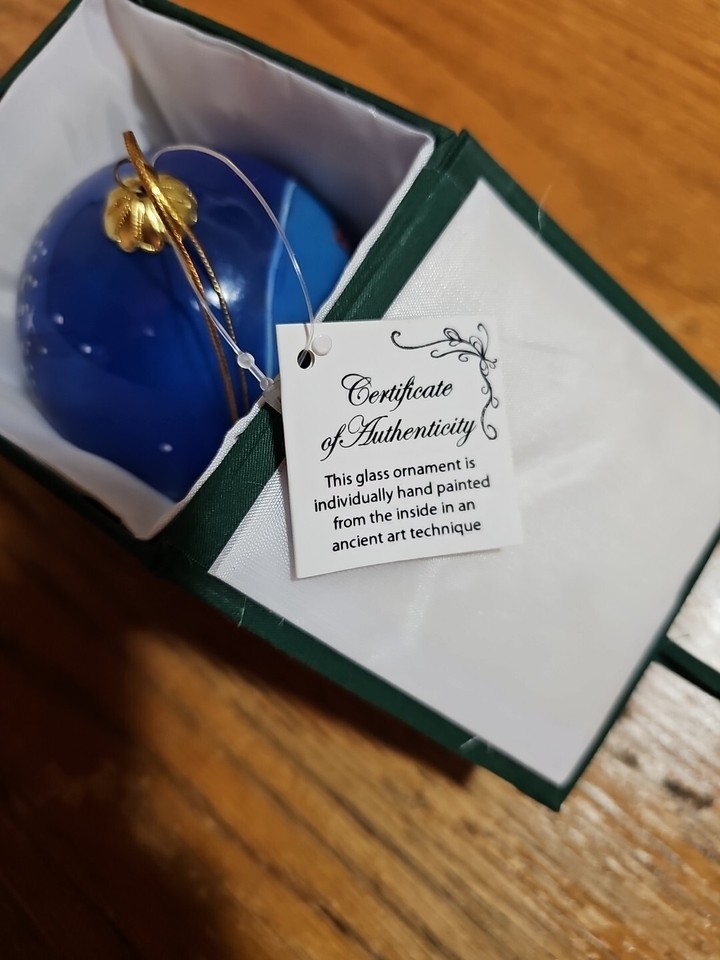 Certificate
of Authenticity
This glass ornament is
individually hand painted
from the inside in an
ancient art technique